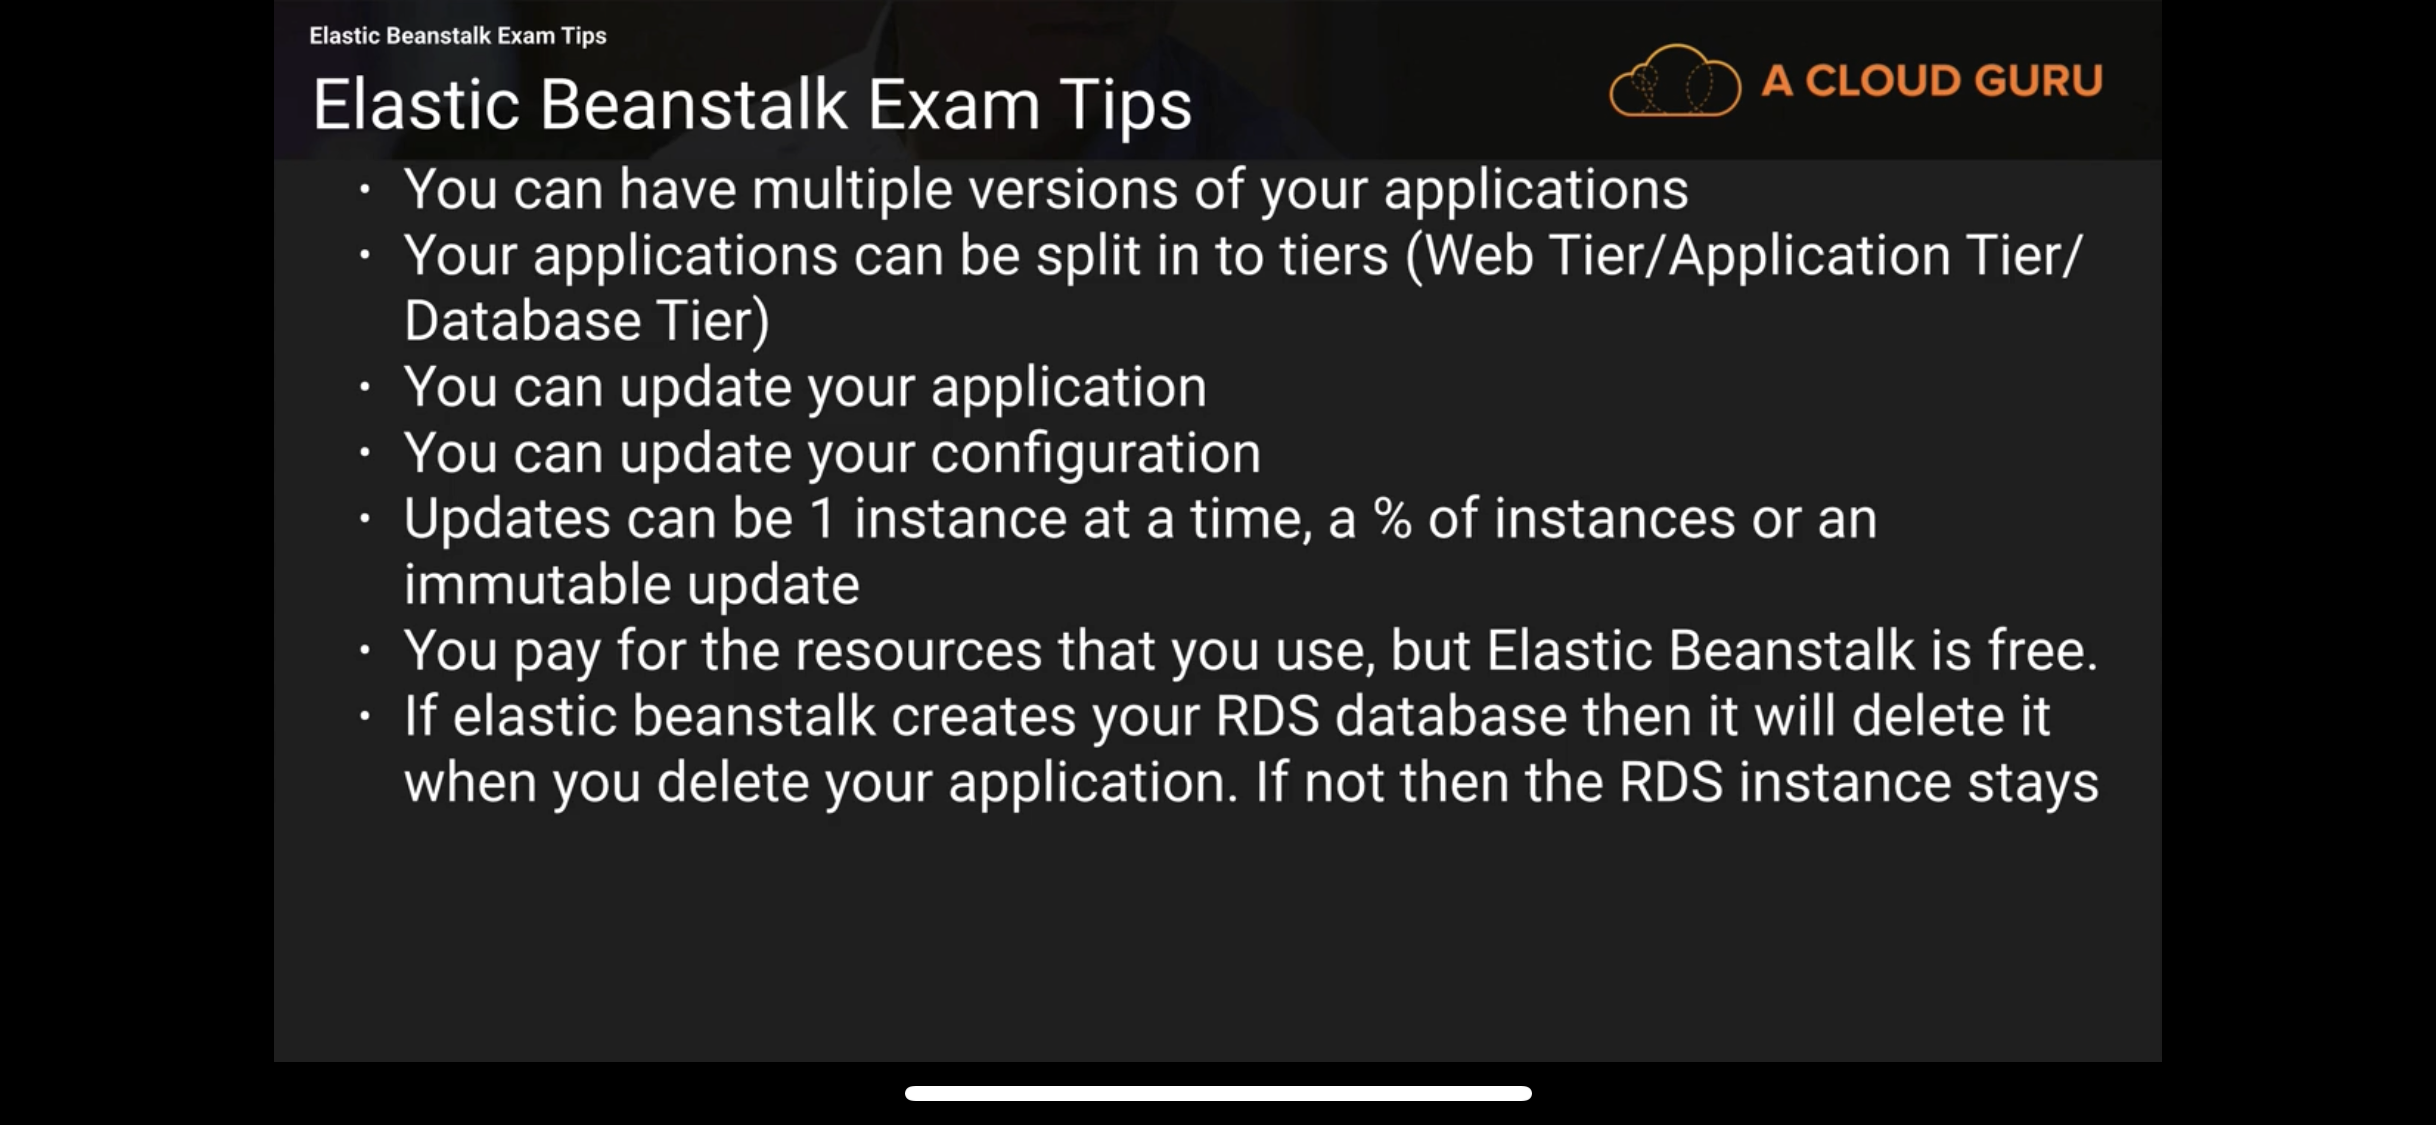 Elastic Beanstalk Exam Tips
Elastic Beanstalk Exam Tips
A CLOUD GURU
• You can have multiple versions of your applications
• Your applications can be split in to tiers (Web Tier/Application Tier/
Database Tier)
• You can update your application
• You can update your configuration
• Updates can be 1 instance at a time, a % of instances or an
immutable update
• You pay for the resources that you use, but Elastic Beanstalk is free.
• If elastic beanstalk creates your RDS database then it will delete it
when you delete your application. If not then the RDS instance stays